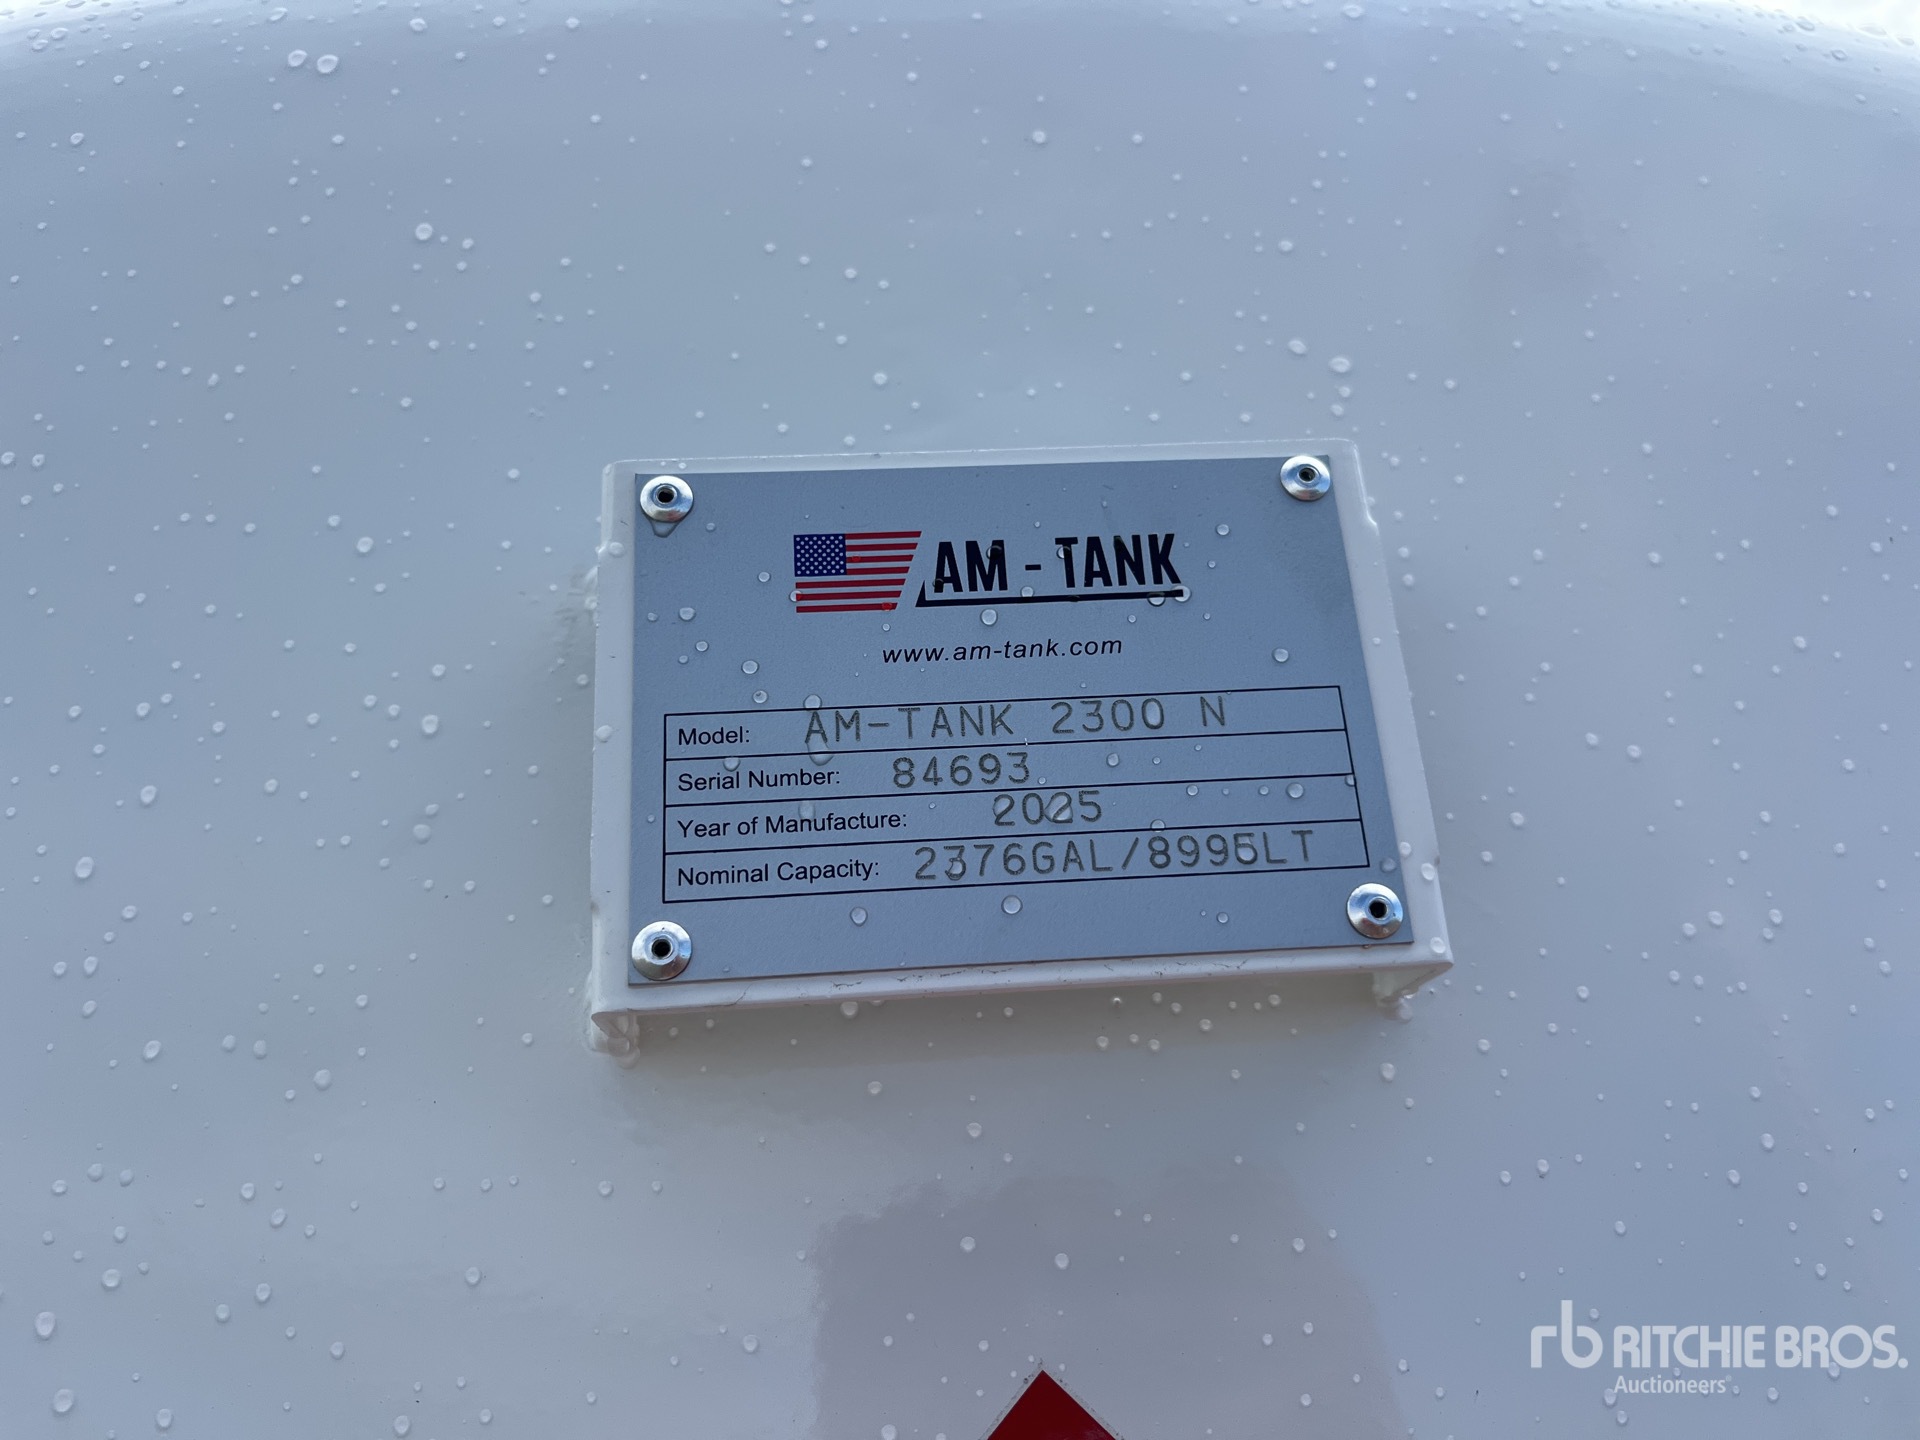 AM - TANK
www.am-tank.com
Model: AM-TANK 2300 N
Serial Number: 84693
Year of Manufacture: 2025
Nominal Capacity: 2376GAL/8995LT
rb RITCHIE BROS.
Auctioneers